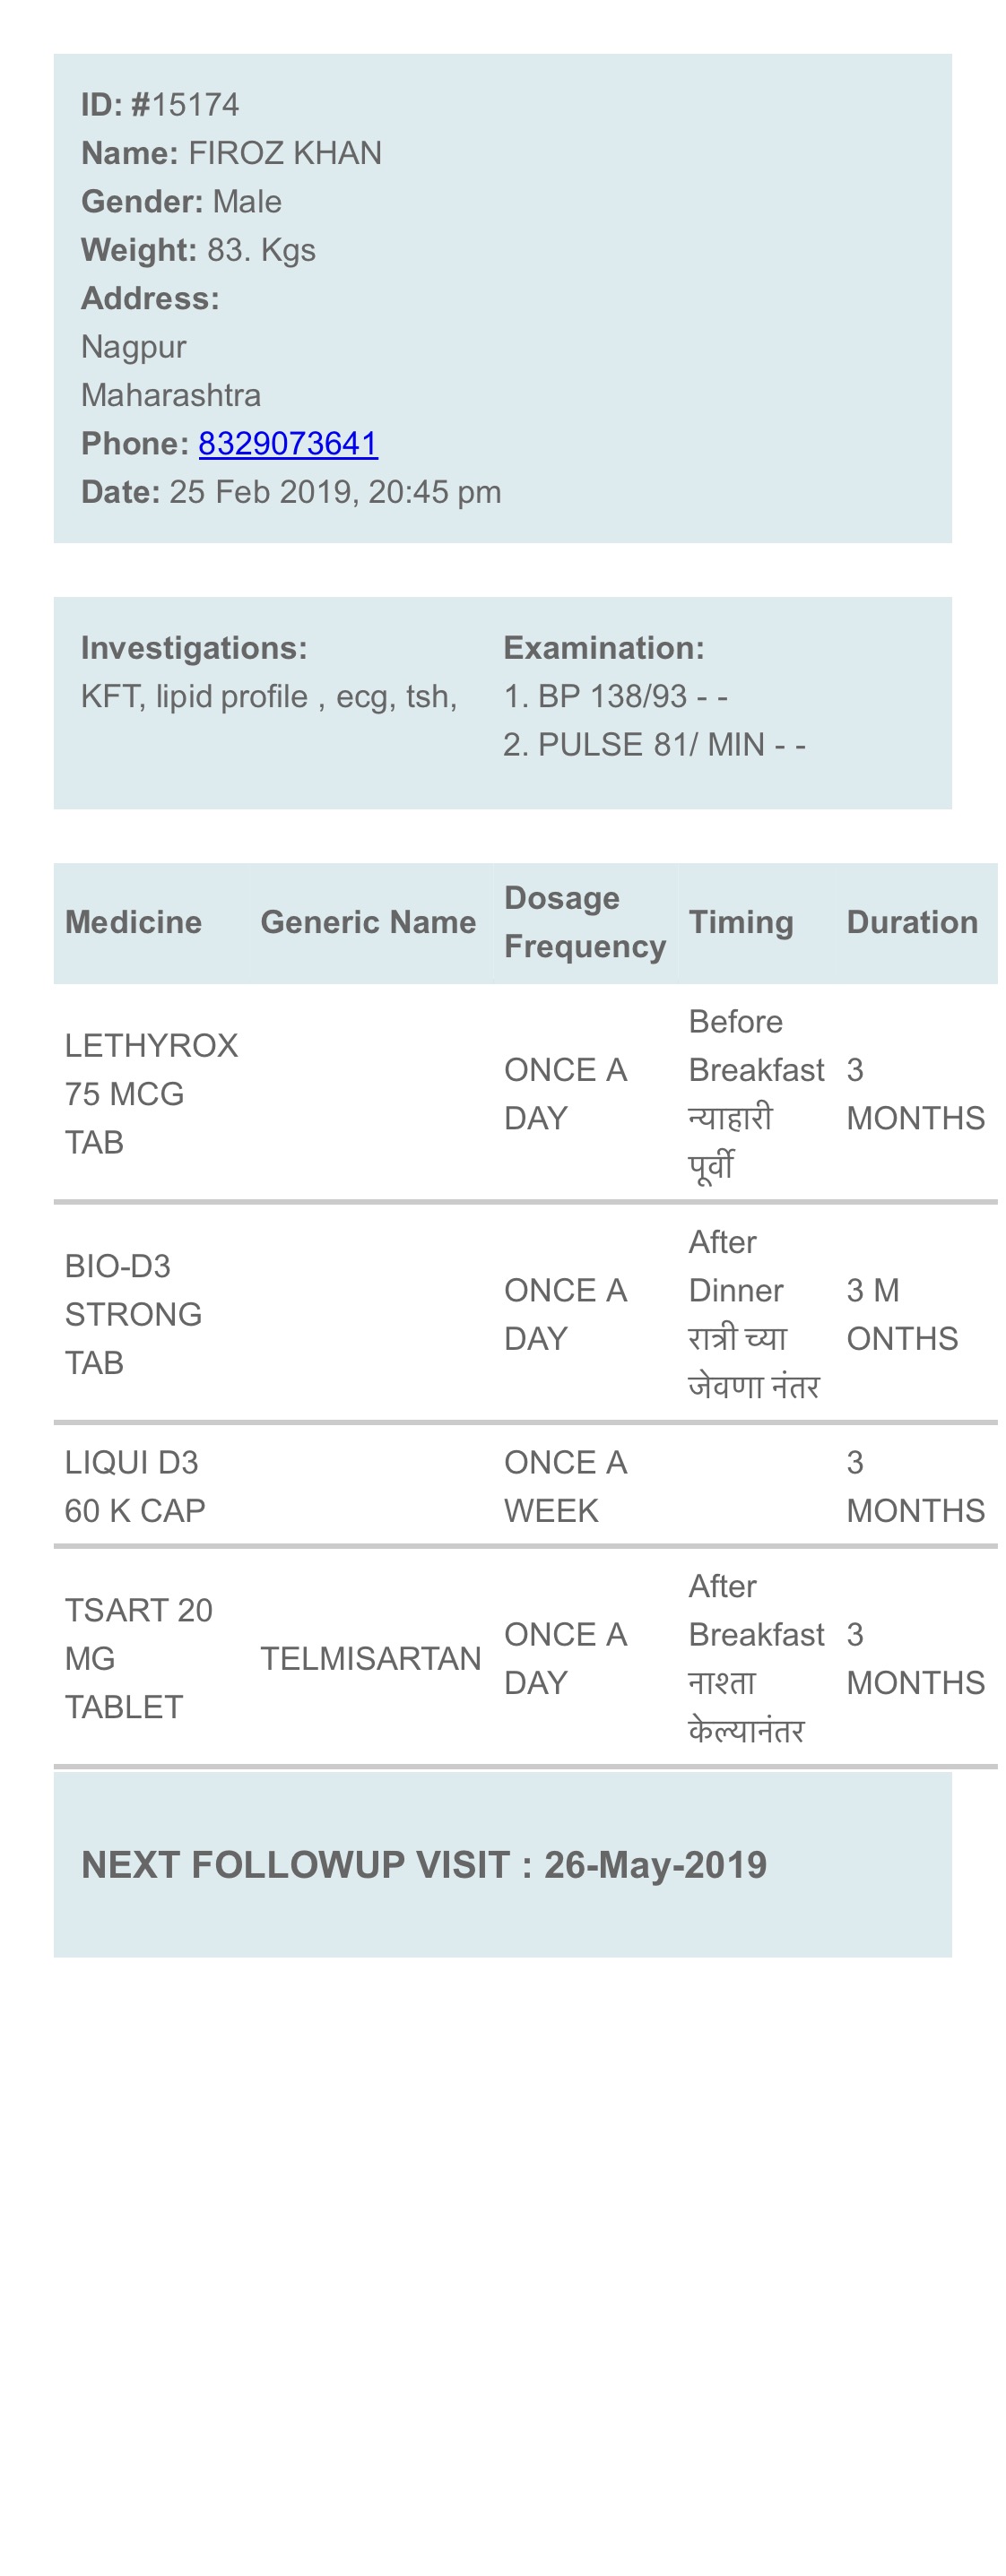 ID: #15174
Name: FIROZ KHAN
Gender: Male
Weight: 83. Kgs
Address:
Nagpur
Maharashtra
Phone: 8329073641
Date: 25 Feb 2019, 20:45 pm
Investigations:
KFT, lipid profile , ecg, tsh,
Examination:
1. BP 138/93 - -
2. PULSE 81/ MIN - -
Medicine
Generic Name
Dosage
Frequency
Timing
Duration
LETHYROX
75 MCG
TAB
ONCE A
DAY
Before
Breakfast
न्याहारी
पूर्वी
3
MONTHS
BIO-D3
STRONG
TAB
ONCE A
DAY
After
Dinner
रात्री च्या
जेवणा नंतर
3 M
ONTHS
LIQUI D3
60 K CAP
ONCE A
WEEK
3
MONTHS
TSART 20
MG
TABLET
TELMISARTAN
ONCE A
DAY
After
Breakfast
नाश्ता
केल्यानंतर
3
MONTHS
NEXT FOLLOWUP VISIT : 26-May-2019